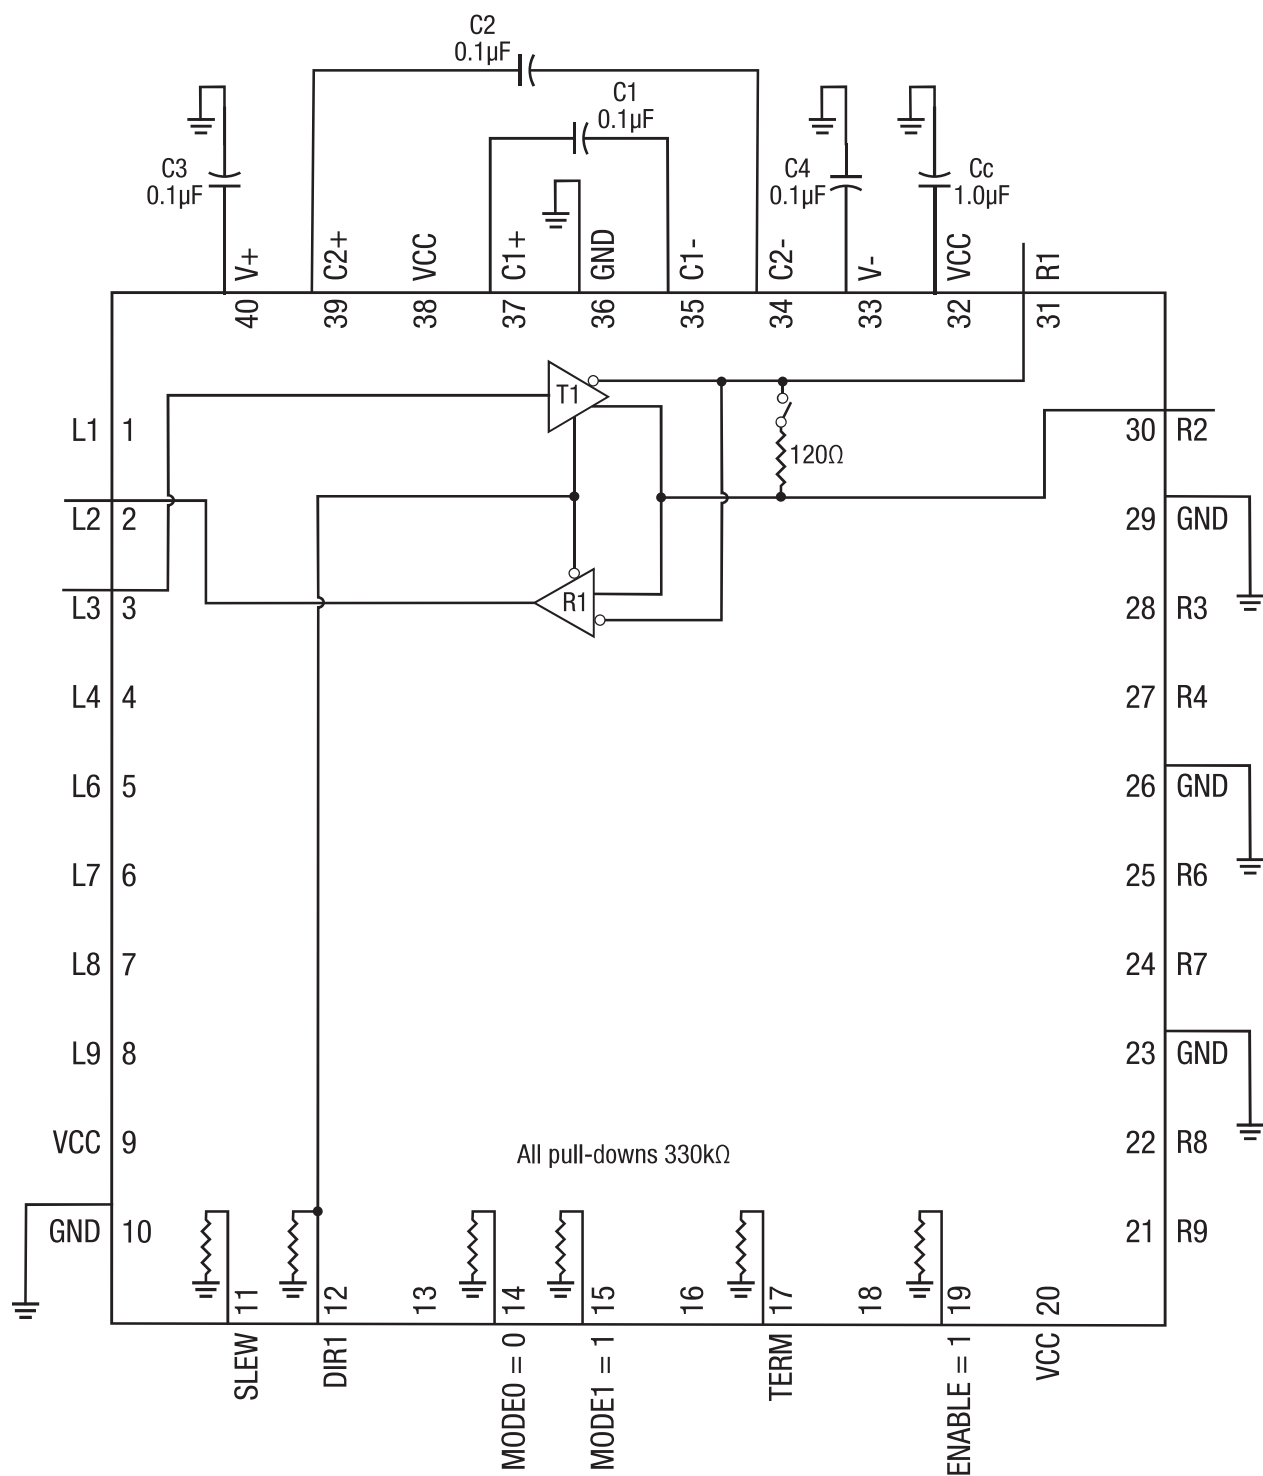 C2
0.1µF
C1
0.1µF
C3
0.1µF
C4
0.1µF
Cc
1.0µF
V+
C2+
VCC
C1+
GND
C1-
C2-
V-
VCC
R1
40
39
38
37
36
35
34
33
32
31
T1
L1 1
30 R2
120Ω
L2 2
29 GND
R1
L3 3
28 R3
L4 4
27 R4
L6 5
26 GND
L7 6
25 R6
L8 7
24 R7
L9 8
23 GND
VCC 9
22 R8
All pull-downs 330kΩ
GND 10
21 R9
11
12
13
14
15
16
17
18
19
20
SLEW
DIR1
MODE0 = 0
MODE1 = 1
TERM
ENABLE = 1
VCC